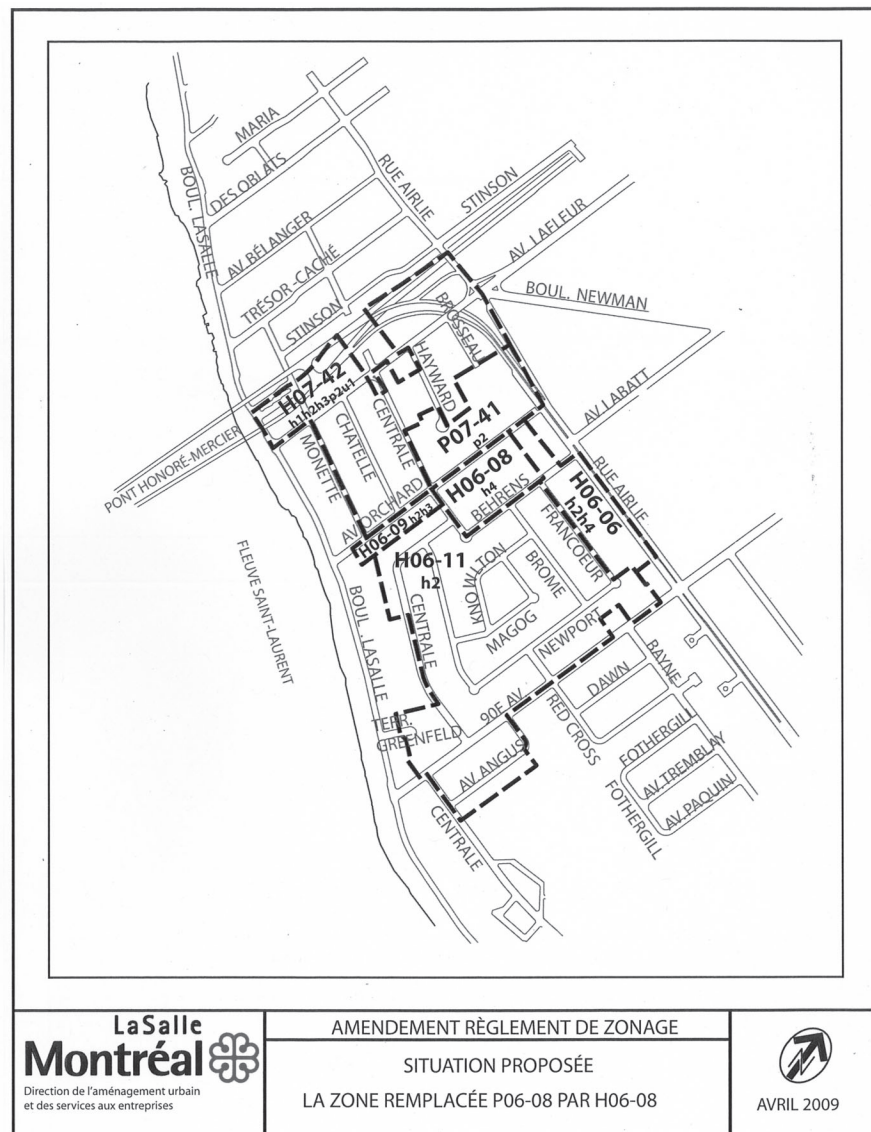 MARIA
DES OBLATS
BOUL. LASALLE
RUE AIRLIE
STINSON
AV. LAFLEUR
AV. BÉLANGER
TRÉSOR-CACHÉ
STINSON
BOUL. NEWMAN
BROSSEAU
HAYWARD
H07-42
h1h2h3p2u1
CENTRALE
CHATELLE
MONETTE
PONT HONORÉ-MERCIER
P07-41
p2
AV. LABATT
H06-08
h4
BEHRENS
RUE AIRLIE
H06-06
h2h4
AV. ORCHARD
H06-09 h2h3
H06-11
h2
FRANCOEUR
KNOWLTON
BROME
MAGOG
CENTRALE
BOUL. LASALLE
FLEUVE SAINT-LAURENT
NEWPORT
BAYNE
DAWN
90E AV
RED CROSS
TERR. GREENFELD
AV. ANGUS
FOTHERGILL
AV. TREMBLAY
AV. PAQUIN
FOTHERGILL
CENTRALE
LaSalle
Montréal
Direction de l'aménagement urbain
et des services aux entreprises
AMENDEMENT RÈGLEMENT DE ZONAGE
SITUATION PROPOSÉE
LA ZONE REMPLACÉE P06-08 PAR H06-08
AVRIL 2009